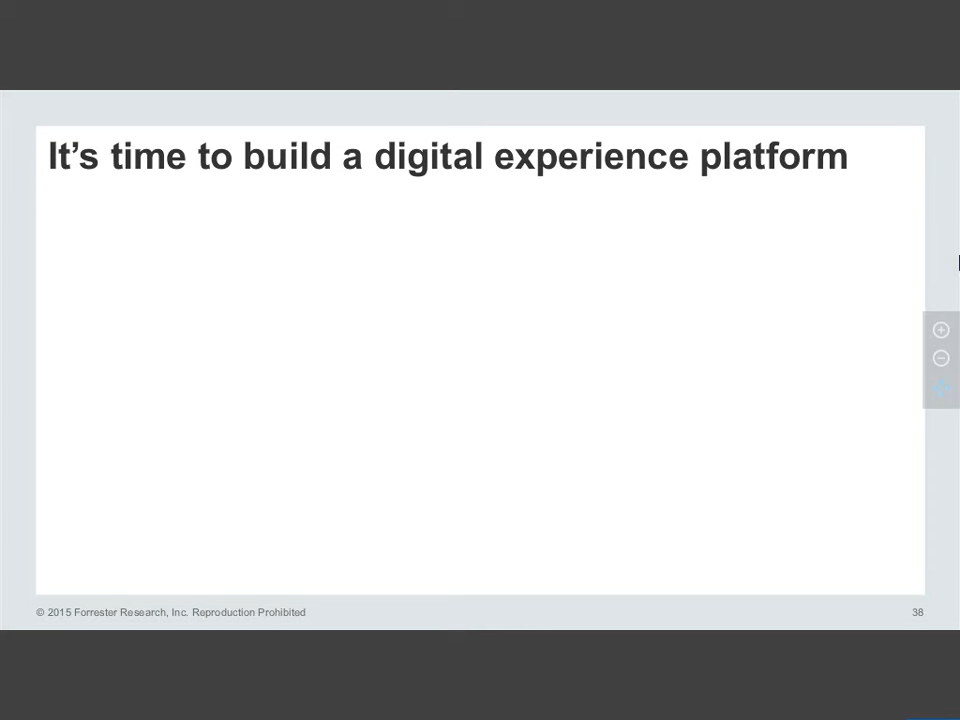 It’s time to build a digital experience platform
© 2015 Forrester Research, Inc. Reproduction Prohibited
38